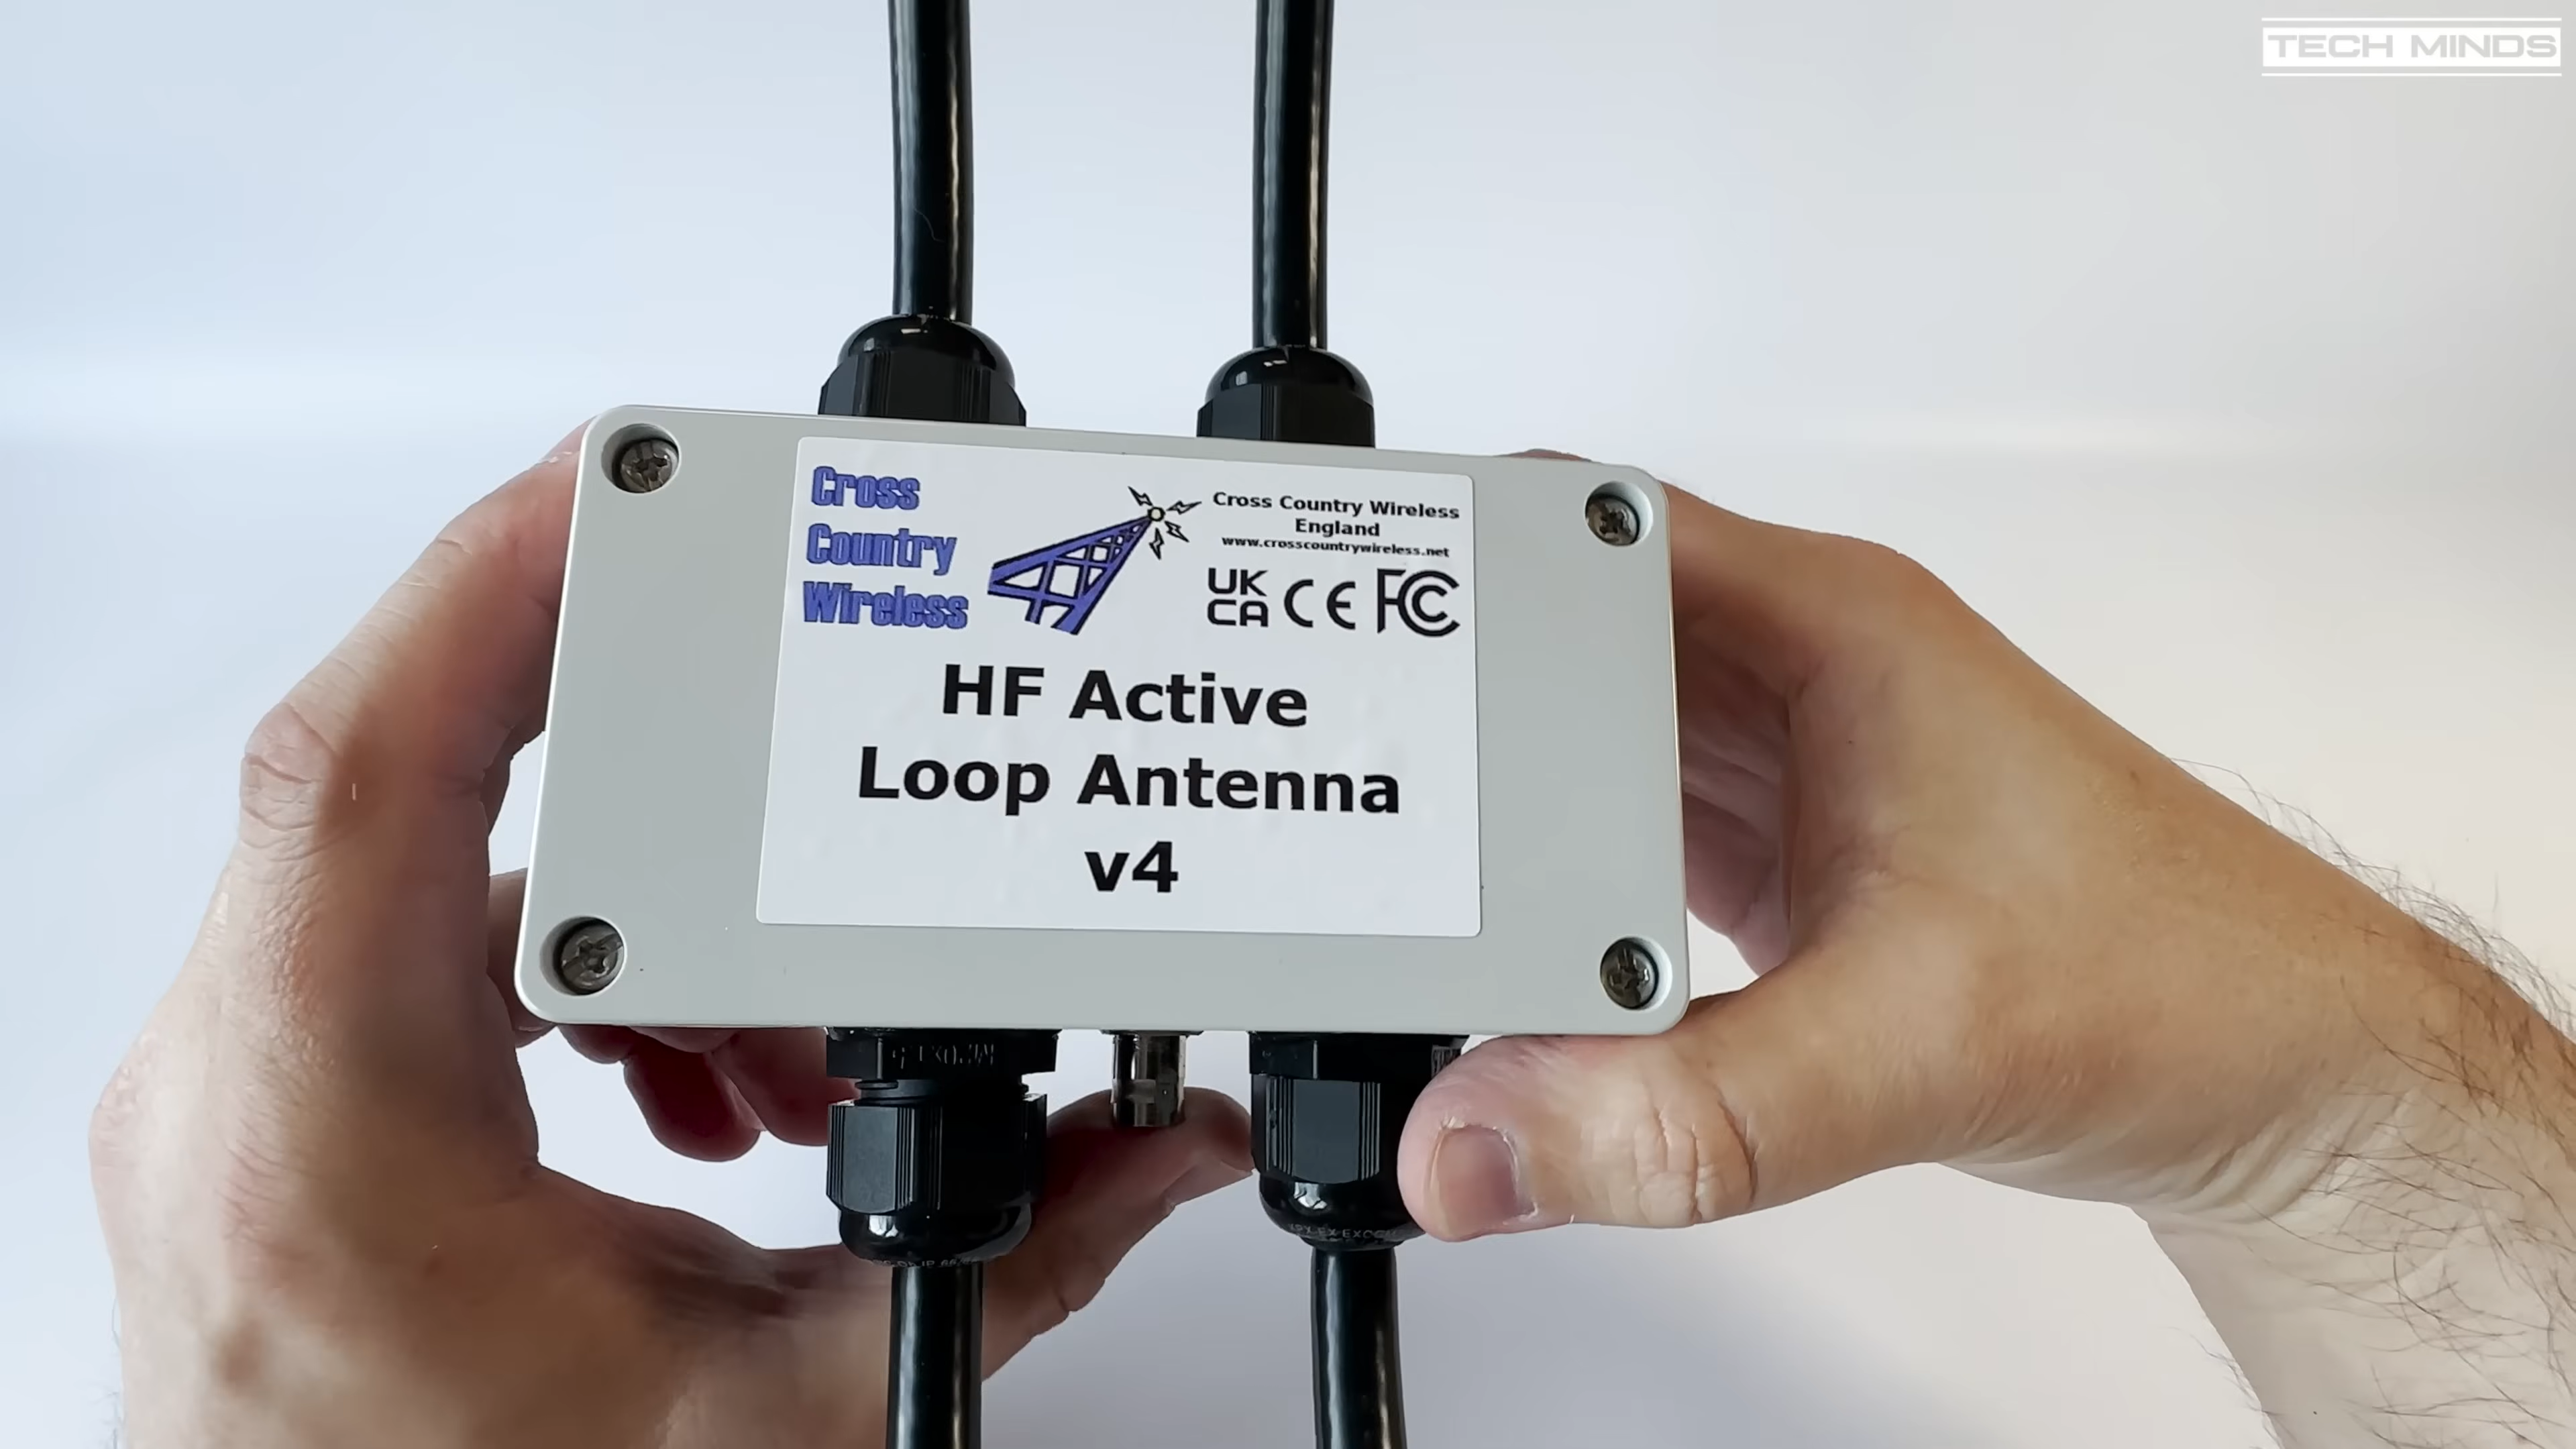 TECH MINDS
Cross
Country
Wireless
Cross Country Wireless
England
www.crosscountrywireless.net
UK
CA CE FC
HF Active
Loop Antenna
v4